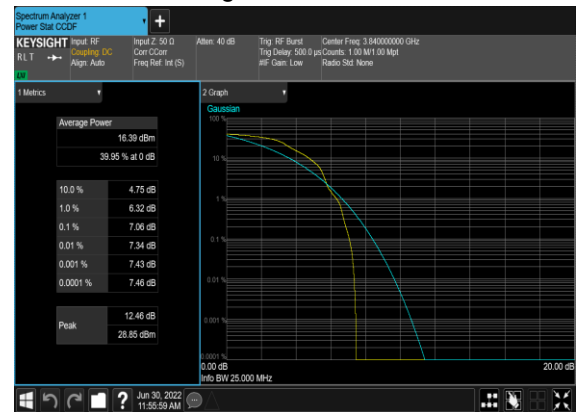 Spectrum Analyzer 1
Power Stat CCDF
+
KEYSIGHT
RLT
LXI
Input: RF
Coupling: DC
Align: Auto
Input Z: 50 Ω
Corr CCorr
Freq Ref: Int (S)
Atten: 40 dB
Trig: RF Burst
Trig Delay: 500.0 µs
#IF Gain: Low
Center Freq: 3.840000000 GHz
Counts: 1.00 M/1.00 Mpt
Radio Std: None
1 Metrics
Average Power
16.39 dBm
39.95 % at 0 dB
10.0 % 4.75 dB
1.0 % 6.32 dB
0.1 % 7.06 dB
0.01 % 7.34 dB
0.001 % 7.43 dB
0.0001 % 7.46 dB
Peak
12.46 dB
28.85 dBm
2 Graph
Gaussian
100 %
10 %
1 %
0.1 %
0.01 %
0.001 %
0.0001 %
0.00 dB
20.00 dB
Info BW 25.000 MHz
?
Jun 30, 2022
11:55:59 AM